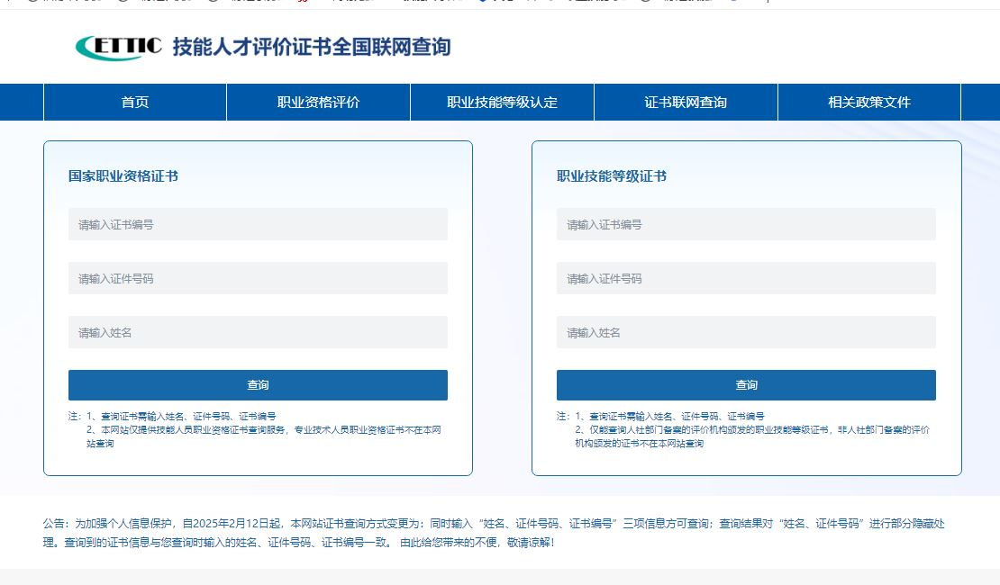 ETTIC 技能人才评价证书全国联网查询
首页 职业资格评价 职业技能等级认定 证书联网查询 相关政策文件
国家职业资格证书
请输入证书编号
请输入证件号码
请输入姓名
查询
注：1、查询证书需输入姓名、证件号码、证书编号
2、本网站仅提供技能人员职业资格证书查询服务，专业技术人员职业资格证书不在本网
站查询
职业技能等级证书
请输入证书编号
请输入证件号码
请输入姓名
查询
注：1、查询证书需输入姓名、证件号码、证书编号
2、仅能查询人社部门备案的评价机构颁发的职业技能等级证书，非人社部门备案的评价
机构颁发的证书不在本网站查询
公告：为加强个人信息保护，自2025年2月12日起，本网站证书查询方式变更为：同时输入“姓名、证件号码、证书编号”三项信息方可查询；查询结果对“姓名、证件号码”进行部分隐藏处
理。查询到的证书信息与您查询时输入的姓名、证件号码、证书编号一致。 由此给您带来的不便，敬请谅解！